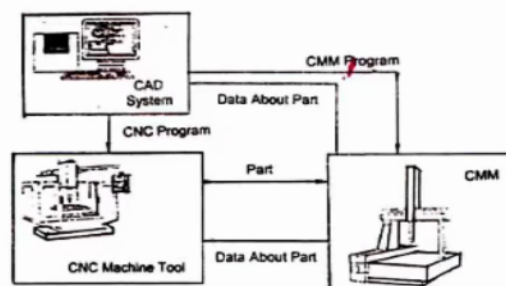 CAD
System
CMM Program
Data About Part
CNC Program
Part
CMM
CNC Machine Tool
Data About Part